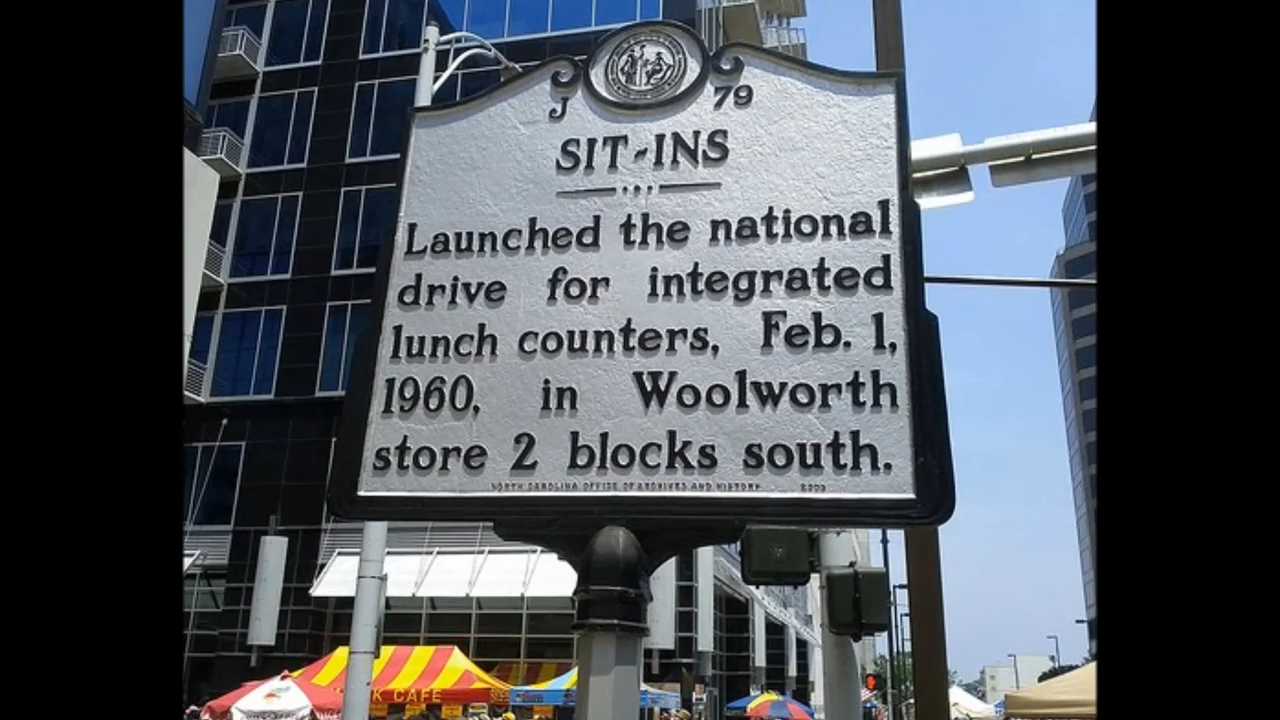 J 79
SIT-INS
Launched the national
drive for integrated
lunch counters, Feb. 1,
1960, in Woolworth
store 2 blocks south.
NORTH CAROLINA OFFICE OF ARCHIVES AND HISTORY
CAFE